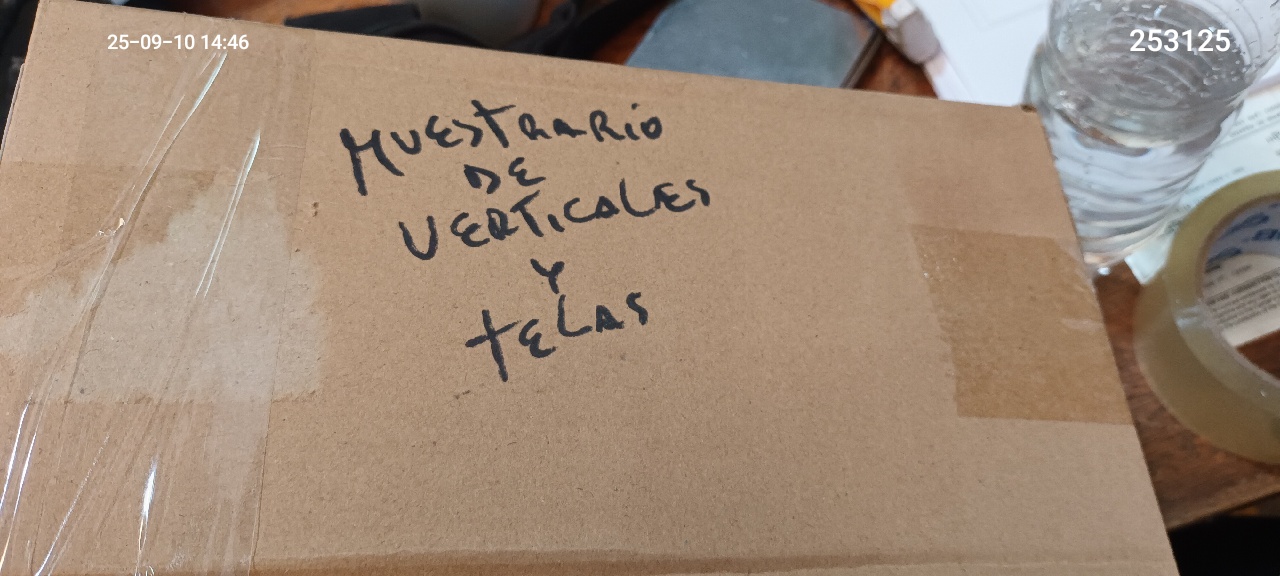 25-09-10 14:46
253125
MUESTRARIO
DE
VERTICALES
Y
TELAS